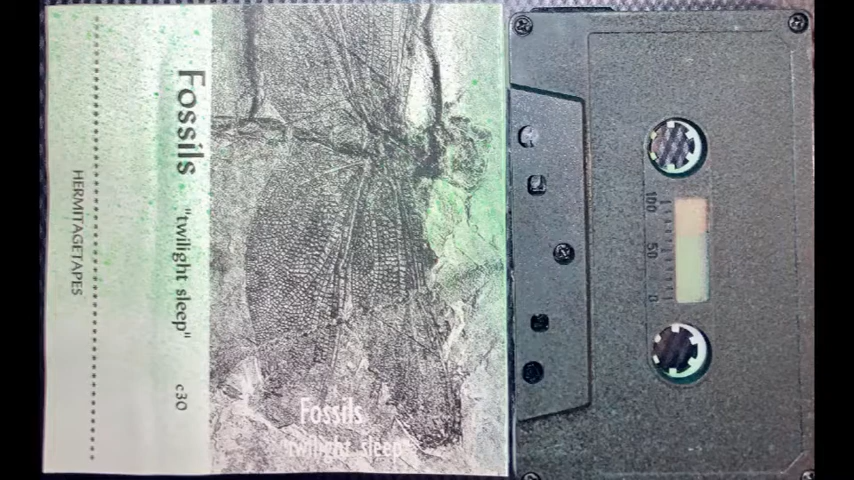 Fossils "twilight sleep" c30
HERMITAGETAPES
Fossils
"twilight sleep"
100 50 0